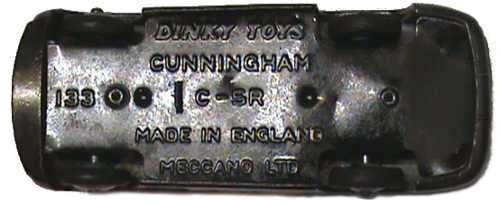 DINKY TOYS
CUNNINGHAM
133 C-5R
MADE IN ENGLAND
MECCANO LTD